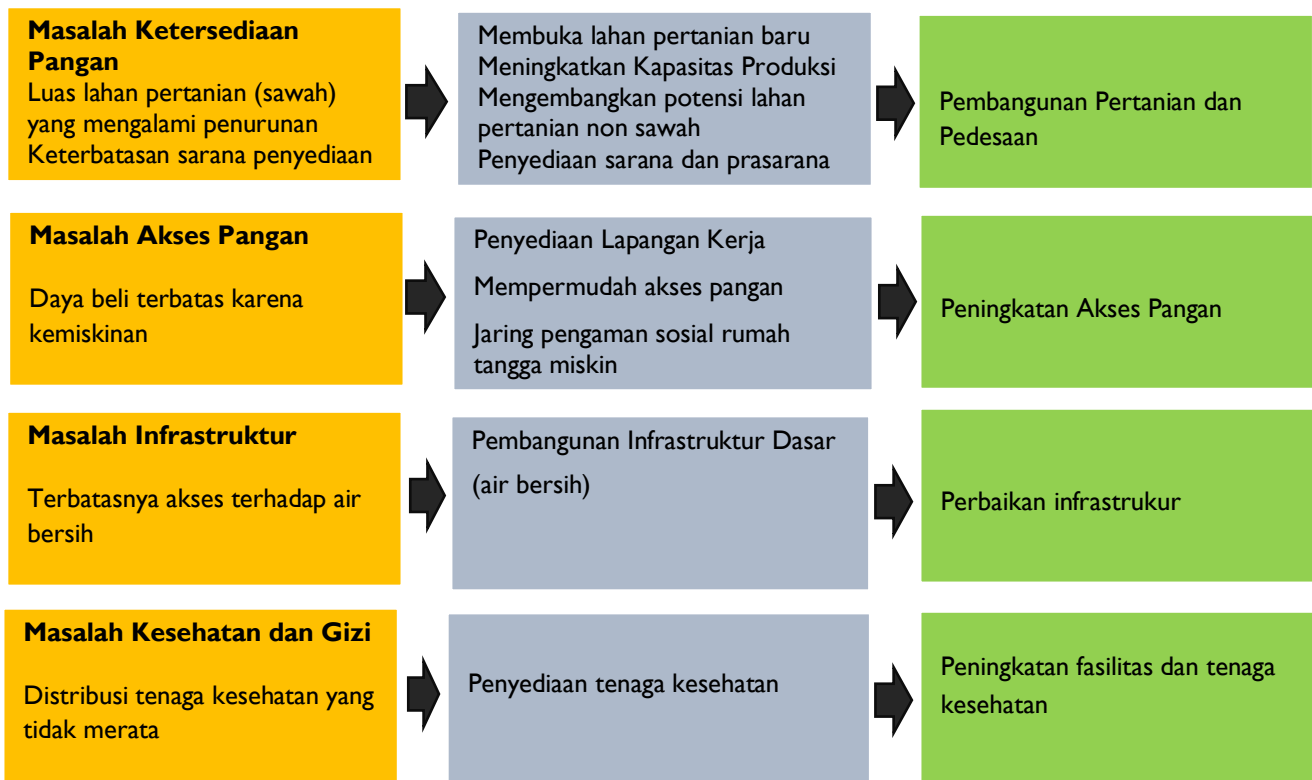 Masalah Ketersediaan
Pangan
Luas lahan pertanian (sawah)
yang mengalami penurunan
Keterbatasan sarana penyediaan
Membuka lahan pertanian baru
Meningkatkan Kapasitas Produksi
Mengembangkan potensi lahan
pertanian non sawah
Penyediaan sarana dan prasarana
Pembangunan Pertanian dan
Pedesaan
Masalah Akses Pangan
Daya beli terbatas karena
kemiskinan
Penyediaan Lapangan Kerja
Mempermudah akses pangan
Jaring pengaman sosial rumah
tangga miskin
Peningkatan Akses Pangan
Masalah Infrastruktur
Terbatasnya akses terhadap air
bersih
Pembangunan Infrastruktur Dasar
(air bersih)
Perbaikan infrastrukur
Masalah Kesehatan dan Gizi
Distribusi tenaga kesehatan yang
tidak merata
Penyediaan tenaga kesehatan
Peningkatan fasilitas dan tenaga
kesehatan